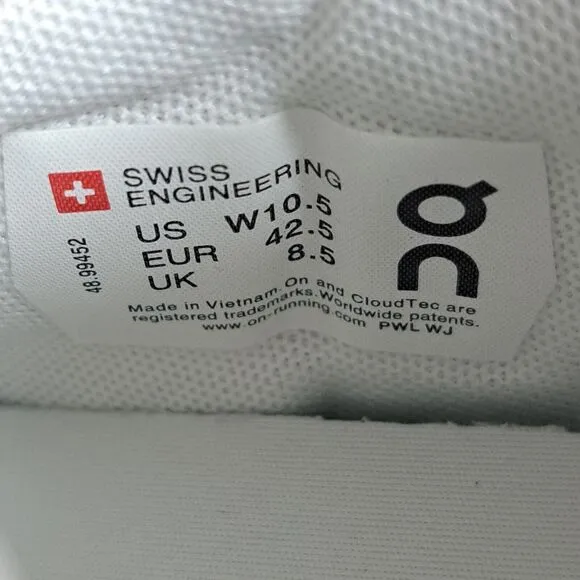 SWISS
ENGINEERING
US W10.5
EUR 42.5
UK 8.5
48.99452
Made in Vietnam. On and CloudTec are
registered trademarks. Worldwide patents.
www.on-running.com PWL WJ
On